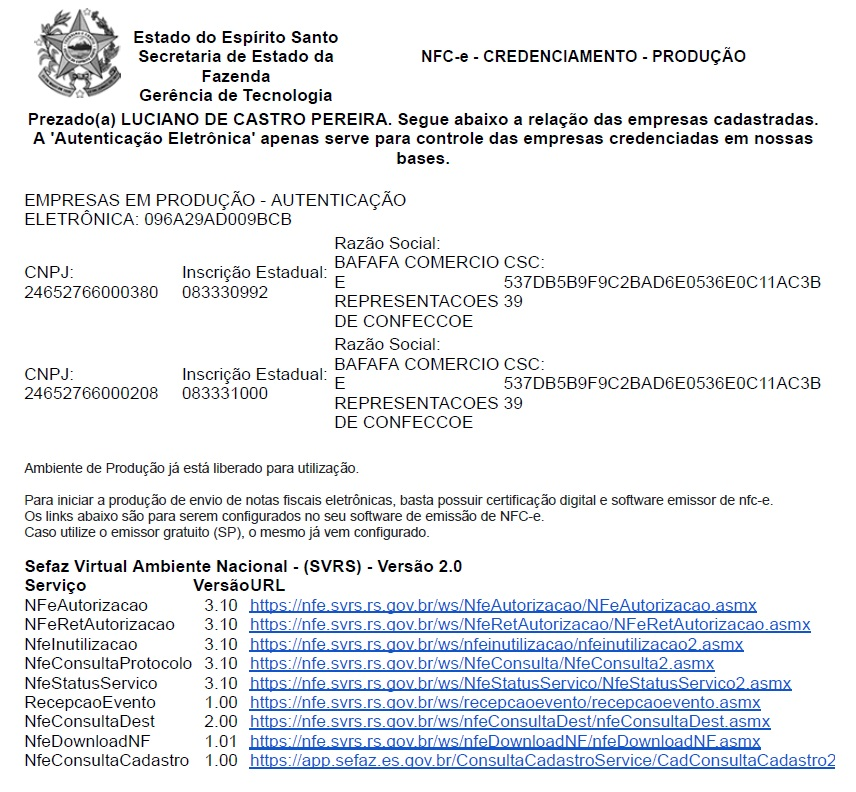 Estado do Espírito Santo
Secretaria de Estado da
Fazenda
Gerência de Tecnologia
NFC-e - CREDENCIAMENTO - PRODUÇÃO
Prezado(a) LUCIANO DE CASTRO PEREIRA. Segue abaixo a relação das empresas cadastradas.
A 'Autenticação Eletrônica' apenas serve para controle das empresas credenciadas em nossas
bases.
EMPRESAS EM PRODUÇÃO - AUTENTICAÇÃO
ELETRÔNICA: 096A29AD009BCB
CNPJ:
24652766000380
Inscrição Estadual:
083330992
Razão Social:
BAFAFA COMERCIO
E
REPRESENTACOES
DE CONFECCOE
CSC:
537DB5B9F9C2BAD6E0536E0C11AC3B
39
CNPJ:
24652766000208
Inscrição Estadual:
083331000
Razão Social:
BAFAFA COMERCIO
E
REPRESENTACOES
DE CONFECCOE
CSC:
537DB5B9F9C2BAD6E0536E0C11AC3B
39
Ambiente de Produção já está liberado para utilização.
Para iniciar a produção de envio de notas fiscais eletrônicas, basta possuir certificação digital e software emissor de nfc-e.
Os links abaixo são para serem configurados no seu software de emissão de NFC-e.
Caso utilize o emissor gratuito (SP), o mesmo já vem configurado.
Sefaz Virtual Ambiente Nacional - (SVRS) - Versão 2.0
Serviço VersãoURL
NFeAutorizacao 3.10 https://nfe.svrs.rs.gov.br/ws/NfeAutorizacao/NFeAutorizacao.asmx
NFeRetAutorizacao 3.10 https://nfe.svrs.rs.gov.br/ws/NfeRetAutorizacao/NFeRetAutorizacao.asmx
NfeInutilizacao 3.10 https://nfe.svrs.rs.gov.br/ws/nfeinutilizacao/nfeinutilizacao2.asmx
NfeConsultaProtocolo 3.10 https://nfe.svrs.rs.gov.br/ws/NfeConsulta/NfeConsulta2.asmx
NfeStatusServico 3.10 https://nfe.svrs.rs.gov.br/ws/NfeStatusServico/NfeStatusServico2.asmx
RecepcaoEvento 1.00 https://nfe.svrs.rs.gov.br/ws/recepcaoevento/recepcaoevento.asmx
NfeConsultaDest 2.00 https://nfe.svrs.rs.gov.br/ws/nfeConsultaDest/nfeConsultaDest.asmx
NfeDownloadNF 1.01 https://nfe.svrs.rs.gov.br/ws/nfeDownloadNF/nfeDownloadNF.asmx
NfeConsultaCadastro 1.00 https://app.sefaz.es.gov.br/ConsultaCadastroService/CadConsultaCadastro2